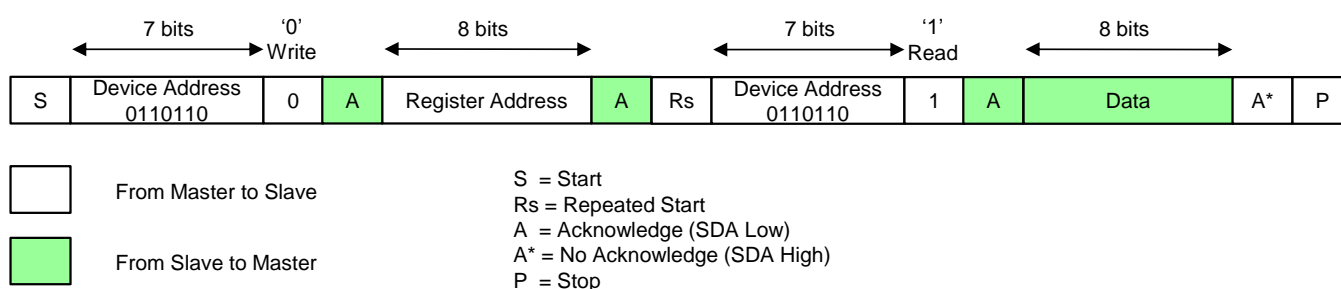 7 bits ‘0’ Write 8 bits 7 bits ‘1’ Read 8 bits
S Device Address 0110110 0 A Register Address A Rs Device Address 0110110 1 A Data A* P
From Master to Slave
From Slave to Master
S = Start
Rs = Repeated Start
A = Acknowledge (SDA Low)
A* = No Acknowledge (SDA High)
P = Stop